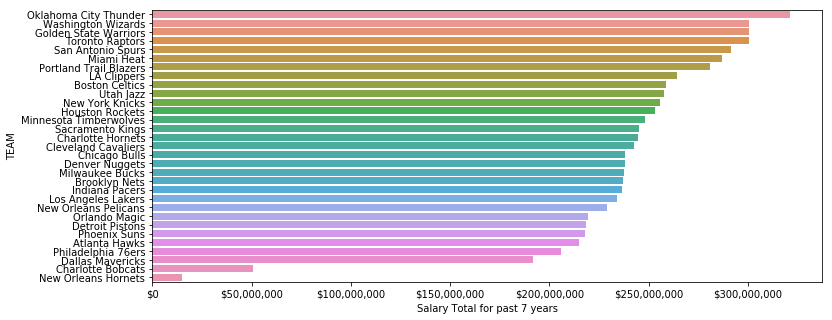 Oklahoma City Thunder
Washington Wizards
Golden State Warriors
Toronto Raptors
San Antonio Spurs
Miami Heat
Portland Trail Blazers
LA Clippers
Boston Celtics
Utah Jazz
New York Knicks
Houston Rockets
Minnesota Timberwolves
Sacramento Kings
Charlotte Hornets
Cleveland Cavaliers
Chicago Bulls
Denver Nuggets
Milwaukee Bucks
Brooklyn Nets
Indiana Pacers
Los Angeles Lakers
New Orleans Pelicans
Orlando Magic
Detroit Pistons
Phoenix Suns
Atlanta Hawks
Philadelphia 76ers
Dallas Mavericks
Charlotte Bobcats
New Orleans Hornets
TEAM
$0 $50,000,000 $100,000,000 $150,000,000 $200,000,000 $250,000,000 $300,000,000
Salary Total for past 7 years